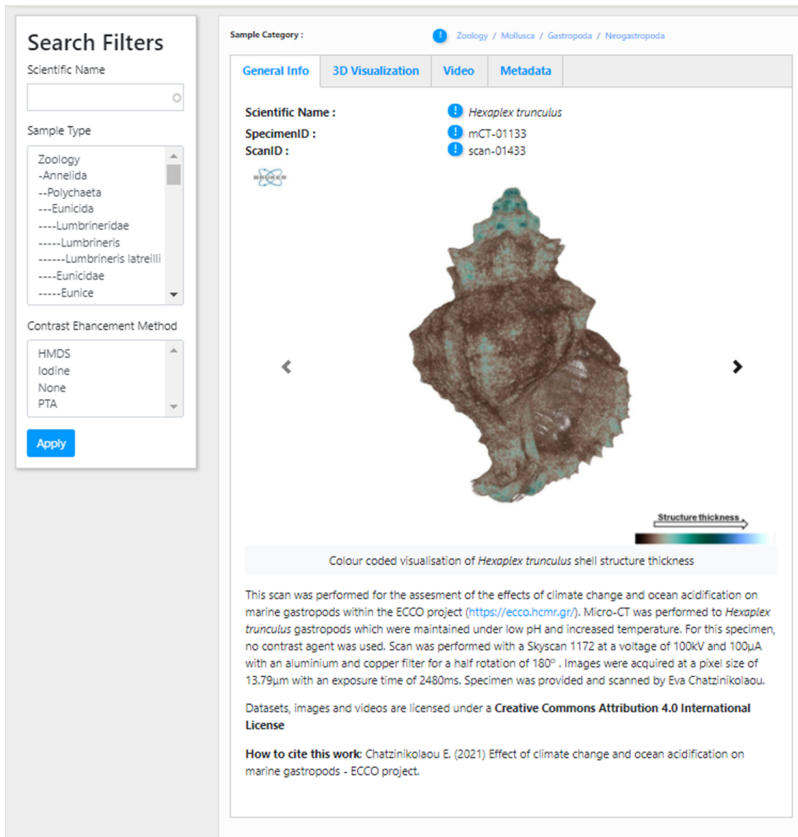 Search Filters
Scientific Name
Sample Type
Zoology
-Annelida
--Polychaeta
---Eunicida
----Lumbrineridae
-----Lumbrineris
------Lumbrineris latreilli
----Eunicidae
-----Eunice
Contrast Ehancement Method
HMDS
Iodine
None
PTA
Apply
Sample Category : ! Zoology / Mollusca / Gastropoda / Neogastropoda
General Info 3D Visualization Video Metadata
Scientific Name : ! Hexaplex trunculus
SpecimenID : ! mCT-01133
ScanID : ! scan-01433
BRUKER
Structure thickness
Colour coded visualisation of Hexaplex trunculus shell structure thickness
This scan was performed for the assesment of the effects of climate change and ocean acidification on
marine gastropods within the ECCO project (https://ecco.hcmr.gr/). Micro-CT was performed to Hexaplex
trunculus gastropods which were maintained under low pH and increased temperature. For this specimen,
no contrast agent was used. Scan was performed with a Skyscan 1172 at a voltage of 100kV and 100μA
with an aluminium and copper filter for a half rotation of 180° . Images were acquired at a pixel size of
13.79μm with an exposure time of 2480ms. Specimen was provided and scanned by Eva Chatzinikolaou.
Datasets, images and videos are licensed under a Creative Commons Attribution 4.0 International
License
How to cite this work: Chatzinikolaou E. (2021) Effect of climate change and ocean acidification on
marine gastropods - ECCO project.